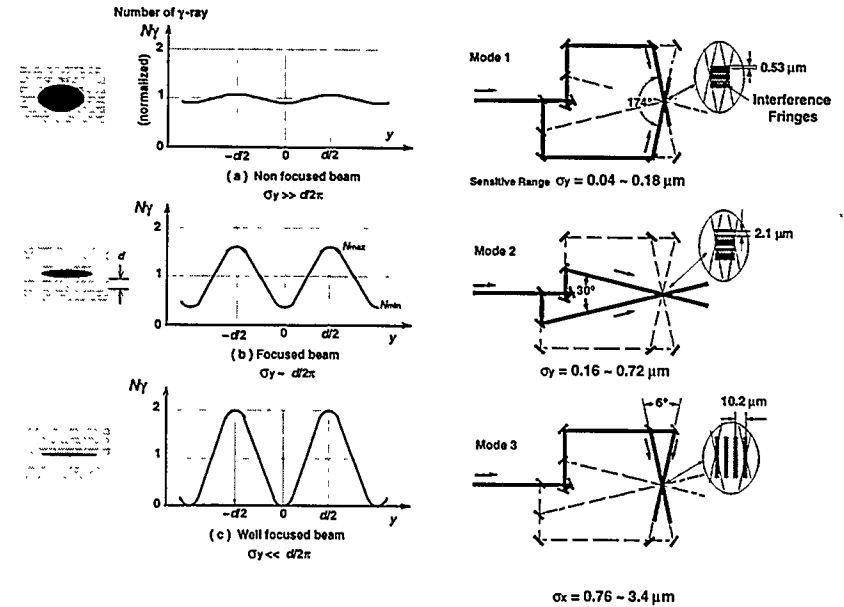 Number of γ-ray
Nγ
2
1
0
(normalized)
y
−d/2 0 d/2
( a ) Non focused beam
σy >> d/2π
Nγ
2
1
0
Nmax
Nmin
d
−d/2 0 d/2
y
( b ) Focused beam
σy ~ d/2π
Nγ
2
1
0
−d/2 0 d/2
y
( c ) Well focused beam
σy << d/2π
Mode 1
174°
0.53 μm
Interference
Fringes
Sensitive Range σy = 0.04 ~ 0.18 μm
Mode 2
30°
2.1 μm
σy = 0.16 ~ 0.72 μm
Mode 3
6°
10.2 μm
σx = 0.76 ~ 3.4 μm